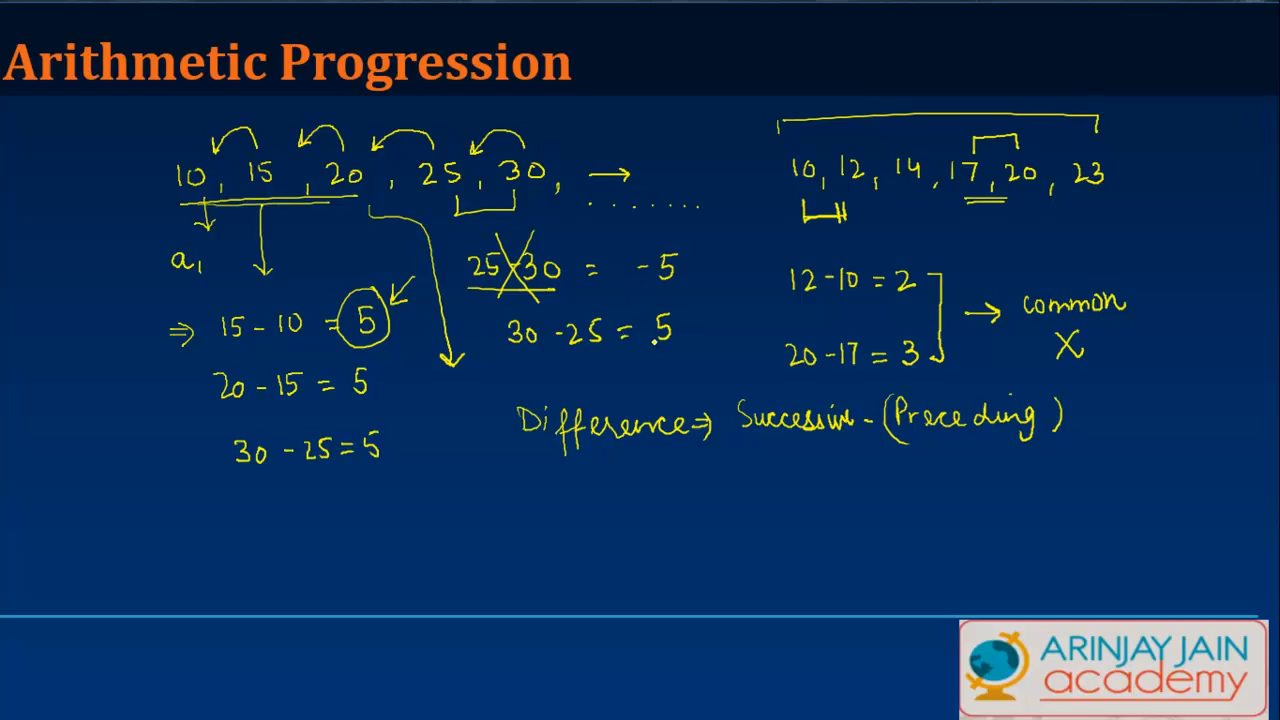 Arithmetic Progression
10, 15, 20, 25, 30, → .......
10, 12, 14, 17, 20, 23
a1
25 - 30 = -5
12 - 10 = 2
common
⇒ 15 - 10 = 5
30 - 25 = 5
20 - 17 = 3
X
20 - 15 = 5
Difference ⇒ Successive - (Preceding)
30 - 25 = 5
ARINJAY JAIN
academy